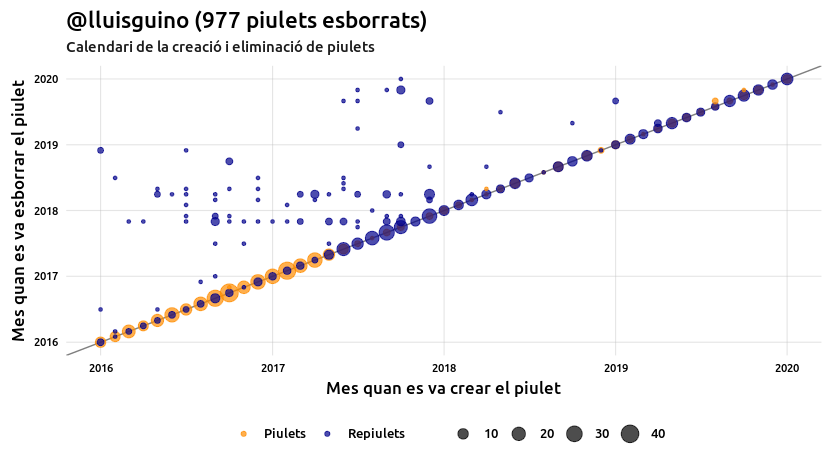 @lluisguino (977 piulets esborrats)
Calendari de la creació i eliminació de piulets
Mes quan es va esborrar el piulet
2020
2019
2018
2017
2016
2016 2017 2018 2019 2020
Mes quan es va crear el piulet
Piulets Repiulets 10 20 30 40